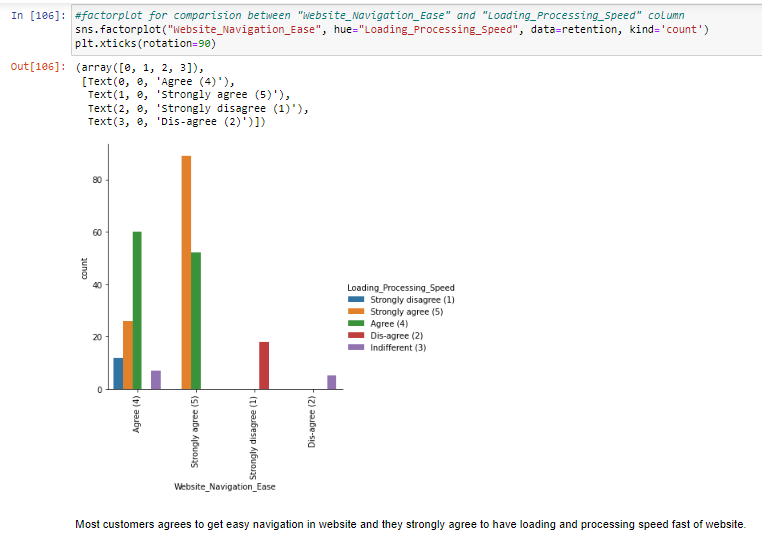 In [106]: #factorplot for comparision between "Website_Navigation_Ease" and "Loading_Processing_Speed" column
sns.factorplot("Website_Navigation_Ease", hue="Loading_Processing_Speed", data=retention, kind='count')
plt.xticks(rotation=90)
Out[106]: (array([0, 1, 2, 3]),
[Text(0, 0, 'Agree (4)'),
Text(1, 0, 'Strongly agree (5)'),
Text(2, 0, 'Strongly disagree (1)'),
Text(3, 0, 'Dis-agree (2)')])
80
60
40
20
0
count
Loading_Processing_Speed
Strongly disagree (1)
Strongly agree (5)
Agree (4)
Dis-agree (2)
Indifferent (3)
Agree (4)
Strongly agree (5)
Strongly disagree (1)
Dis-agree (2)
Website_Navigation_Ease
Most customers agrees to get easy navigation in website and they strongly agree to have loading and processing speed fast of website.